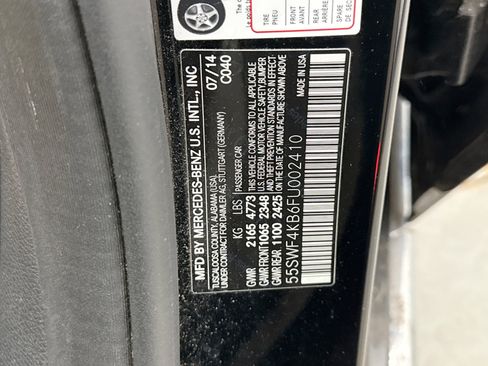 TIRE
PNEU
FRONT
AVANT
REAR
ARRIÈRE
SPARE
DE SE
MFD BY MERCEDES-BENZ U.S. INTL., INC
TUSCALOOSA COUNTY, ALABAMA (USA)
UNDER CONTRACT FOR DAIMLER AG, STUTTGART (GERMANY)
07/14
C040
KG LBS PASSENGER CAR
GVWR 2165 4773
GAWR FRONT 1065 2348
GAWR REAR 1100 2425
THIS VEHICLE CONFORMS TO ALL APPLICABLE
U.S. FEDERAL MOTOR VEHICLE SAFETY, BUMPER
AND THEFT PREVENTION STANDARDS IN EFFECT
ON THE DATE OF MANUFACTURE SHOWN ABOVE
55SWF4KB6FU002410
MADE IN USA